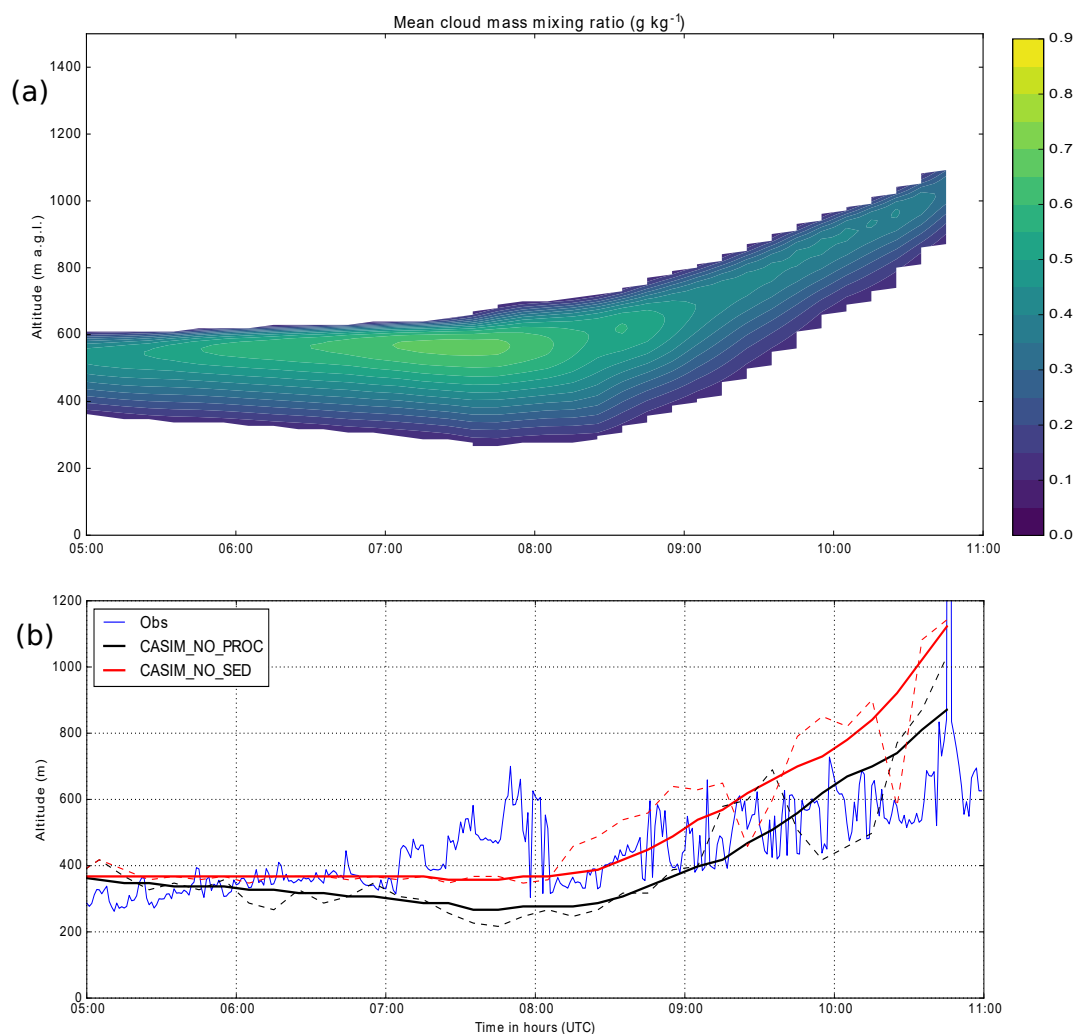 Mean cloud mass mixing ratio (g kg⁻¹)
(a)
Altitude (m a.g.l.)
1400
1200
1000
800
600
400
200
0
05:00 06:00 07:00 08:00 09:00 10:00 11:00
0.9
0.8
0.7
0.6
0.5
0.4
0.3
0.2
0.1
0.0
(b)
Altitude (m)
1200
1000
800
600
400
200
0
Obs
CASIM_NO_PROC
CASIM_NO_SED
05:00 06:00 07:00 08:00 09:00 10:00 11:00
Time in hours (UTC)